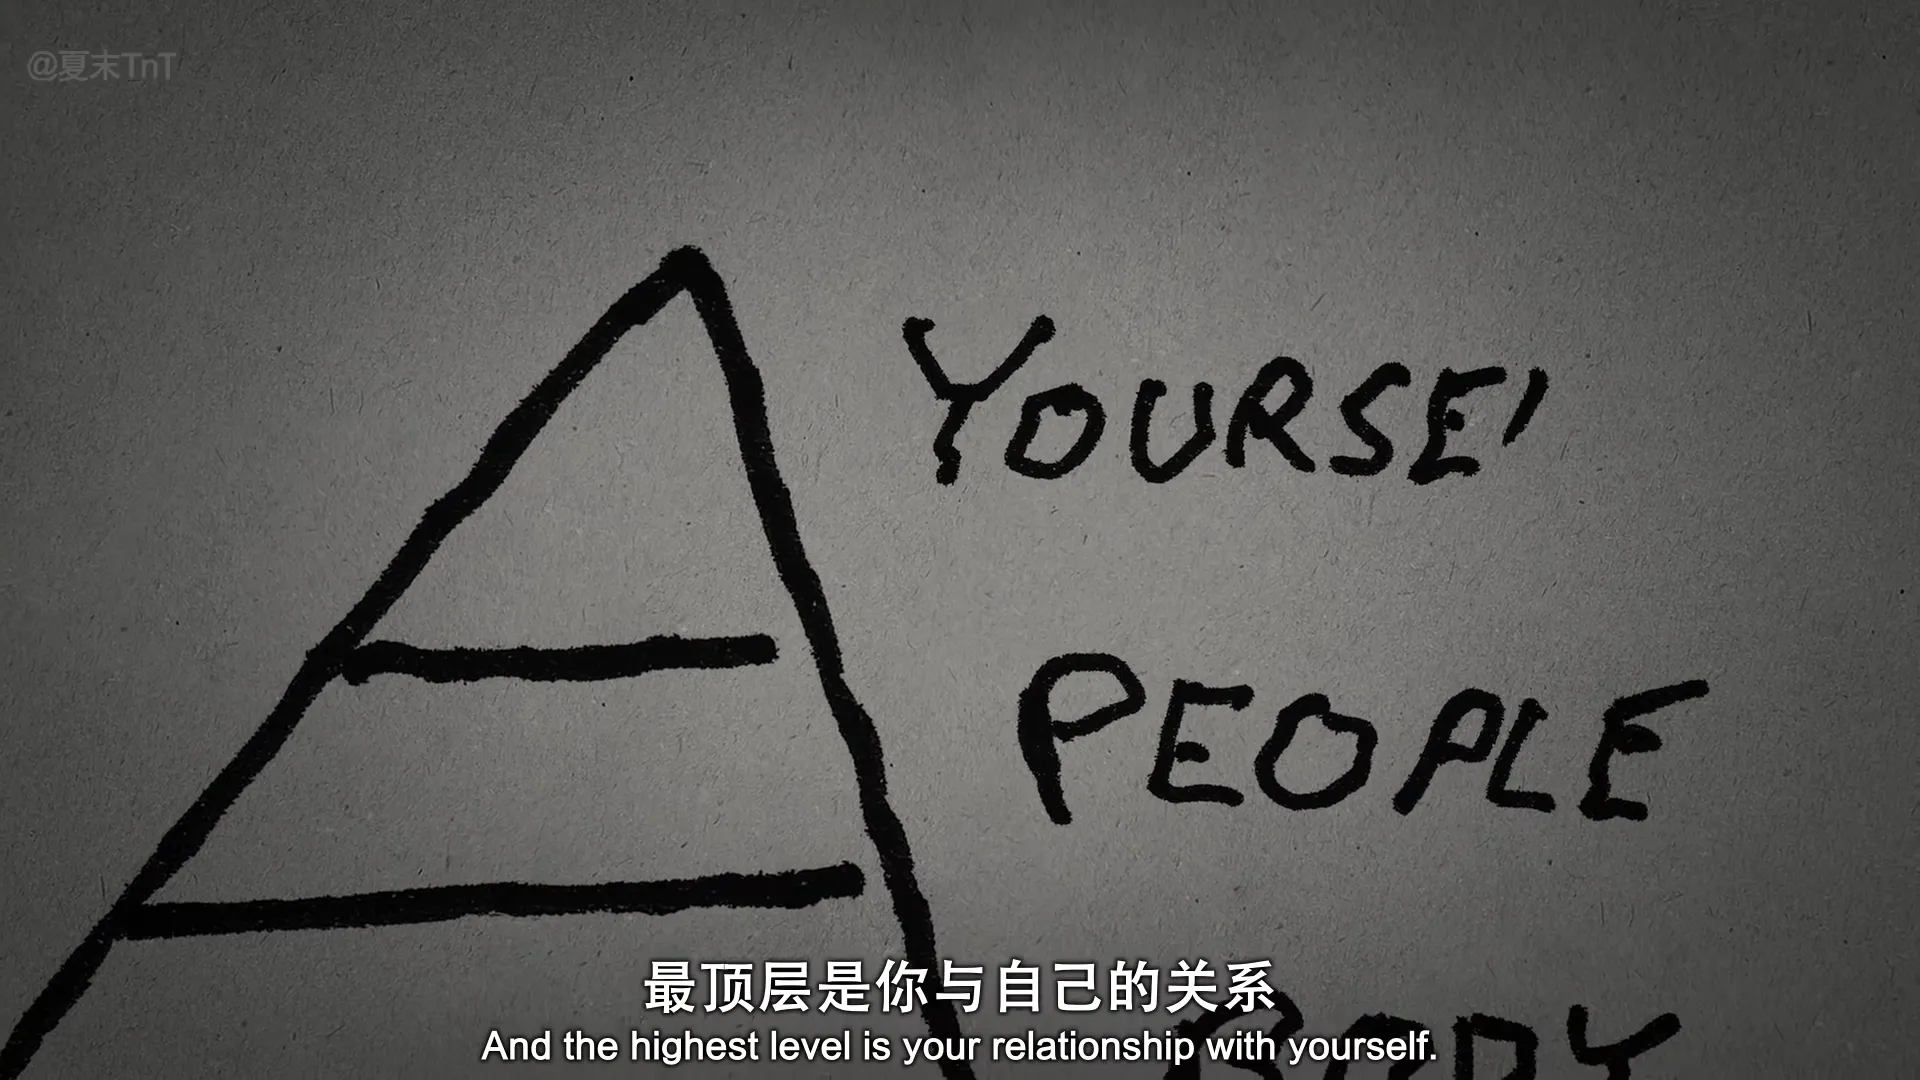 @夏末TnT
YOURSE'
PEOPLE
BODY
最顶层是你与自己的关系
And the highest level is your relationship with yourself.